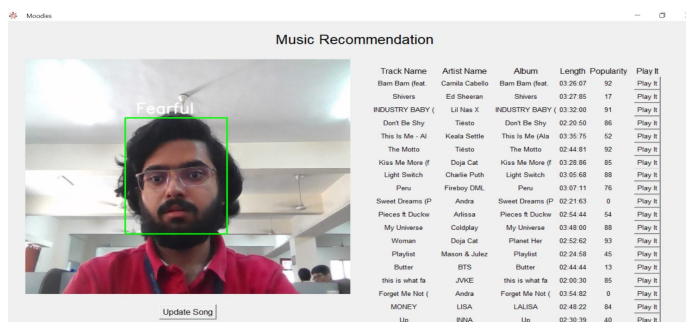 Moodies
Music Recommendation
Fearful
Update Song
Track Name Artist Name Album Length Popularity Play It
Bam Bam (feat. Camila Cabello Bam Bam (feat. 03:26:07 92 Play It
Shivers Ed Sheeran Shivers 03:27:85 17 Play It
INDUSTRY BABY ( Lil Nas X INDUSTRY BABY ( 03:32:00 91 Play It
Don't Be Shy Tiësto Don't Be Shy 02:20:50 86 Play It
This Is Me - Al Keala Settle This Is Me (Ala 03:35:75 52 Play It
The Motto Tiësto The Motto 02:44:81 92 Play It
Kiss Me More (f Doja Cat Kiss Me More (f 03:28:86 85 Play It
Light Switch Charlie Puth Light Switch 03:05:68 88 Play It
Peru Fireboy DML Peru 03:07:11 76 Play It
Sweet Dreams (P Andra Sweet Dreams (P 02:21:63 0 Play It
Pieces ft Duckw Arlissa Pieces ft Duckw 02:54:44 54 Play It
My Universe Coldplay My Universe 03:48:00 88 Play It
Woman Doja Cat Planet Her 02:52:62 93 Play It
Playlist Mason & Julez Playlist 02:24:58 45 Play It
Butter BTS Butter 02:44:44 13 Play It
this is what fa JVKE this is what fa 02:00:30 85 Play It
Forget Me Not ( Andra Forget Me Not ( 03:54:82 0 Play It
MONEY LISA LALISA 02:48:22 84 Play It
Up INNA Up 02:30:39 40 Play It